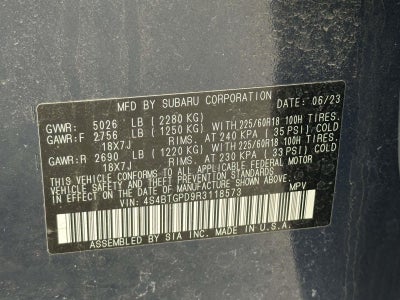 MFD BY SUBARU CORPORATION DATE: 06/23
GVWR: 5026 LB (2280 KG)
GAWR:F 2756 LB (1250 KG) WITH 225/60R18 100H TIRES.
18X7J RIMS. AT 240 KPA (35 PSI) COLD
GAWR:R 2690 LB (1220 KG) WITH 225/60R18 100H TIRES.
18X7J RIMS. AT 230 KPA (33 PSI) COLD
THIS VEHICLE CONFORMS TO ALL APPLICABLE FEDERAL MOTOR
VEHICLE SAFETY AND THEFT PREVENTION STANDARDS IN EFFECT
ON THE DATE OF MANUFACTURE SHOWN ABOVE.
VIN: 4S4BTGPD9R3118573 MPV
ASSEMBLED BY SIA INC. MADE IN U.S.A.